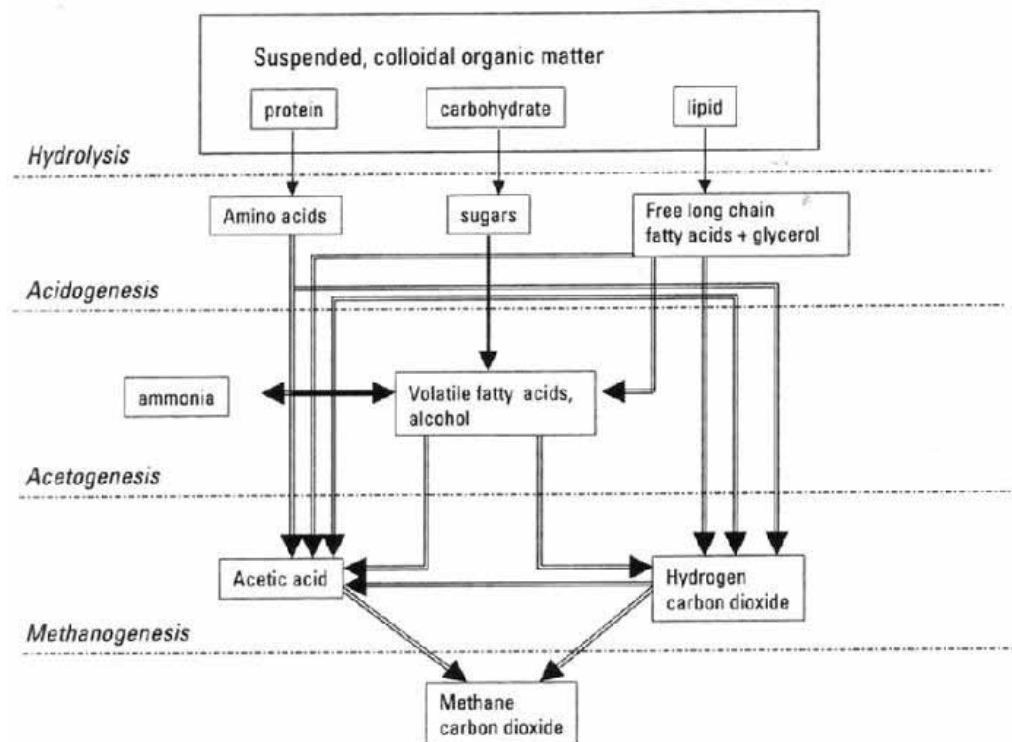 Suspended, colloidal organic matter
protein
carbohydrate
lipid
Hydrolysis
Amino acids
sugars
Free long chain
fatty acids + glycerol
Acidogenesis
ammonia
Volatile fatty acids,
alcohol
Acetogenesis
Acetic acid
Hydrogen
carbon dioxide
Methanogenesis
Methane
carbon dioxide